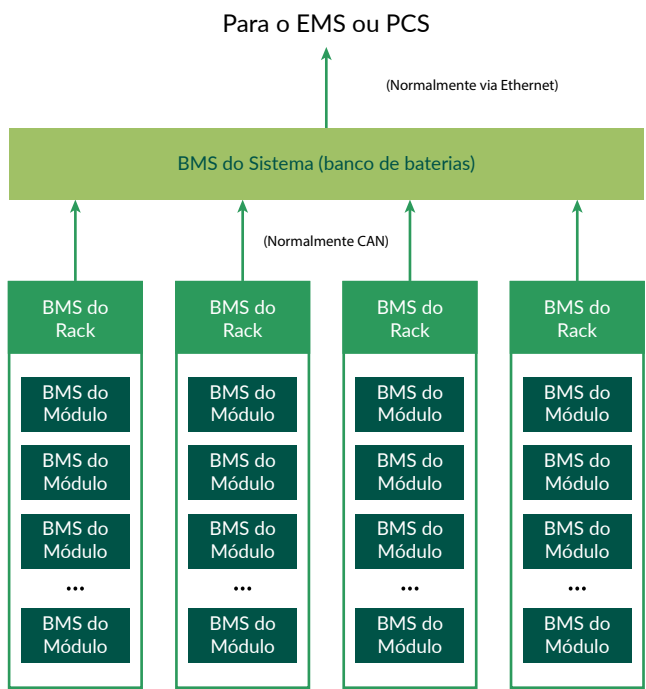 Para o EMS ou PCS
(Normalmente via Ethernet)
BMS do Sistema (banco de baterias)
(Normalmente CAN)
BMS do
Rack
BMS do
Módulo
BMS do
Módulo
BMS do
Módulo
...
BMS do
Módulo
BMS do
Rack
BMS do
Módulo
BMS do
Módulo
BMS do
Módulo
...
BMS do
Módulo
BMS do
Rack
BMS do
Módulo
BMS do
Módulo
BMS do
Módulo
...
BMS do
Módulo
BMS do
Rack
BMS do
Módulo
BMS do
Módulo
BMS do
Módulo
...
BMS do
Módulo